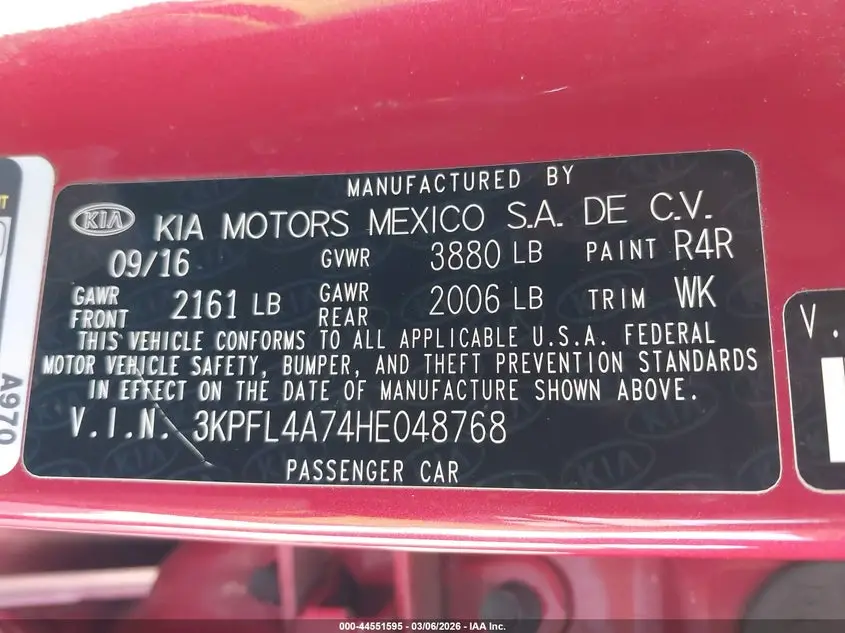 MANUFACTURED BY
KIA KIA MOTORS MEXICO S.A. DE C.V.
09/16 GVWR 3880 LB PAINT R4R
GAWR FRONT 2161 LB GAWR REAR 2006 LB TRIM WK
THIS VEHICLE CONFORMS TO ALL APPLICABLE U.S.A. FEDERAL
MOTOR VEHICLE SAFETY, BUMPER, AND THEFT PREVENTION STANDARDS
IN EFFECT ON THE DATE OF MANUFACTURE SHOWN ABOVE.
V.I.N. 3KPFL4A74HE048768
PASSENGER CAR
A970
V.
000-44551595 | 03/06/2026 - IAA Inc.